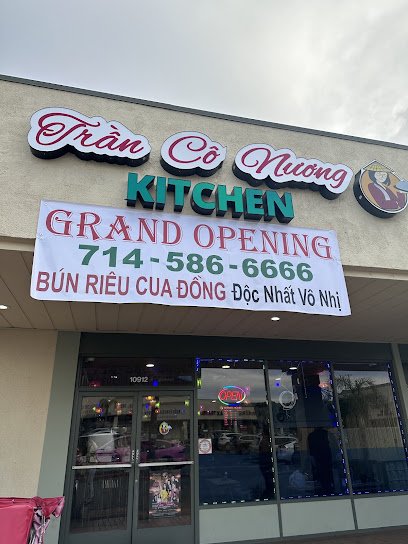 Trần Cô Nương
KITCHEN
GRAND OPENING
714-586-6666
BÚN RIÊU CUA ĐỒNG Độc Nhất Vô Nhị
10912
OPEN